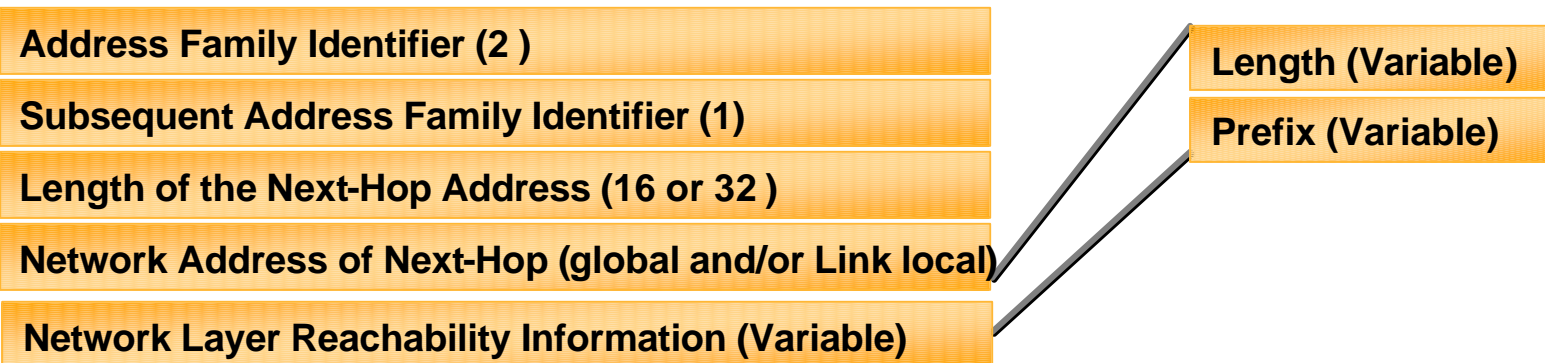 Address Family Identifier (2 )
Subsequent Address Family Identifier (1)
Length of the Next-Hop Address (16 or 32 )
Network Address of Next-Hop (global and/or Link local)
Network Layer Reachability Information (Variable)
Length (Variable)
Prefix (Variable)